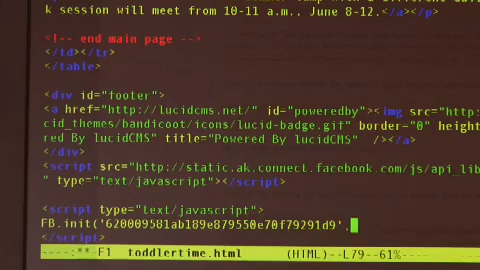 k session will meet from 10-11 a.m., June 8-12.</a></p>
<!-- end main page -->
</td></tr>
</table>
<div id="footer">
<a href="http://lucidcms.net/" id="poweredby"><img src="http:
cid_themes/bandicoot/icons/lucid-badge.gif" border="0" height
red By lucidCMS" title="Powered By lucidCMS" /></a>
</div>
<script src="http://static.ak.connect.facebook.com/js/api_lib
" type="text/javascript"></script>
<script type="text/javascript">
FB.init('620009581ab189e879550e70f79291d9',
</script>
----:**-F1 toddlertime.html (HTML)--L79--61%----